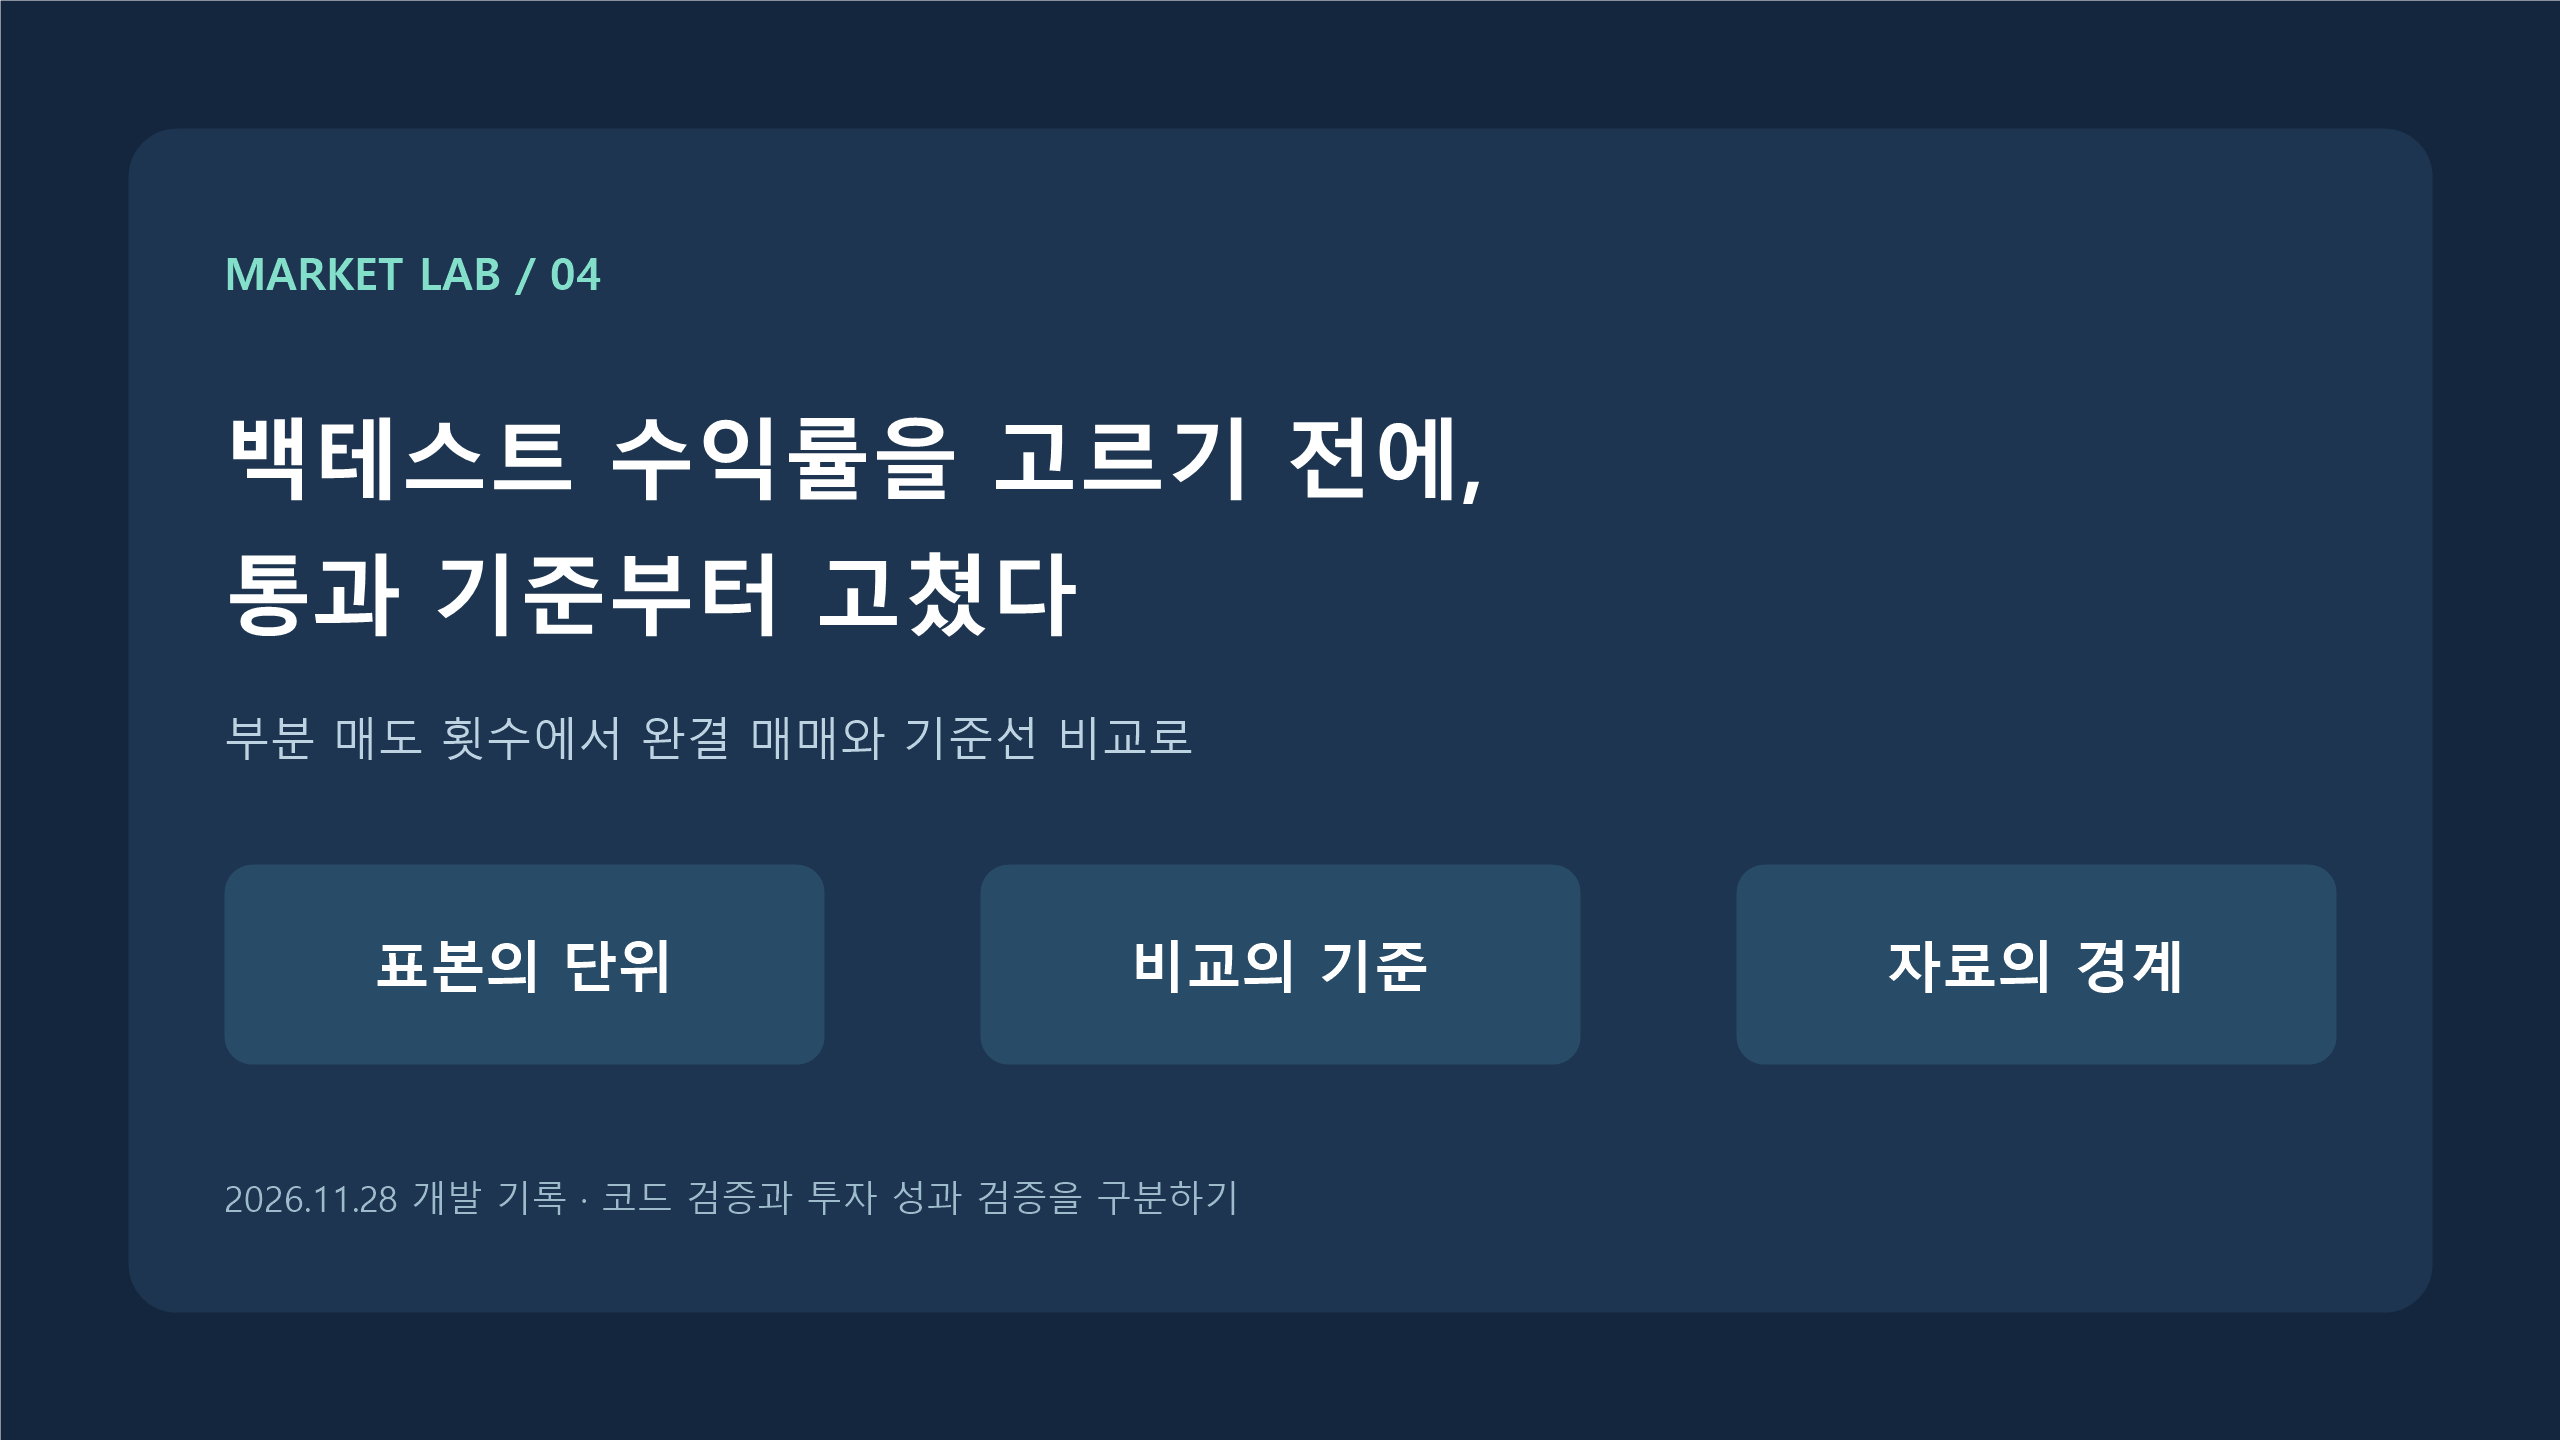 MARKET LAB / 04
백테스트 수익률을 고르기 전에,
통과 기준부터 고쳤다
부분 매도 횟수에서 완결 매매와 기준선 비교로
표본의 단위
비교의 기준
자료의 경계
2026.11.28 개발 기록 · 코드 검증과 투자 성과 검증을 구분하기